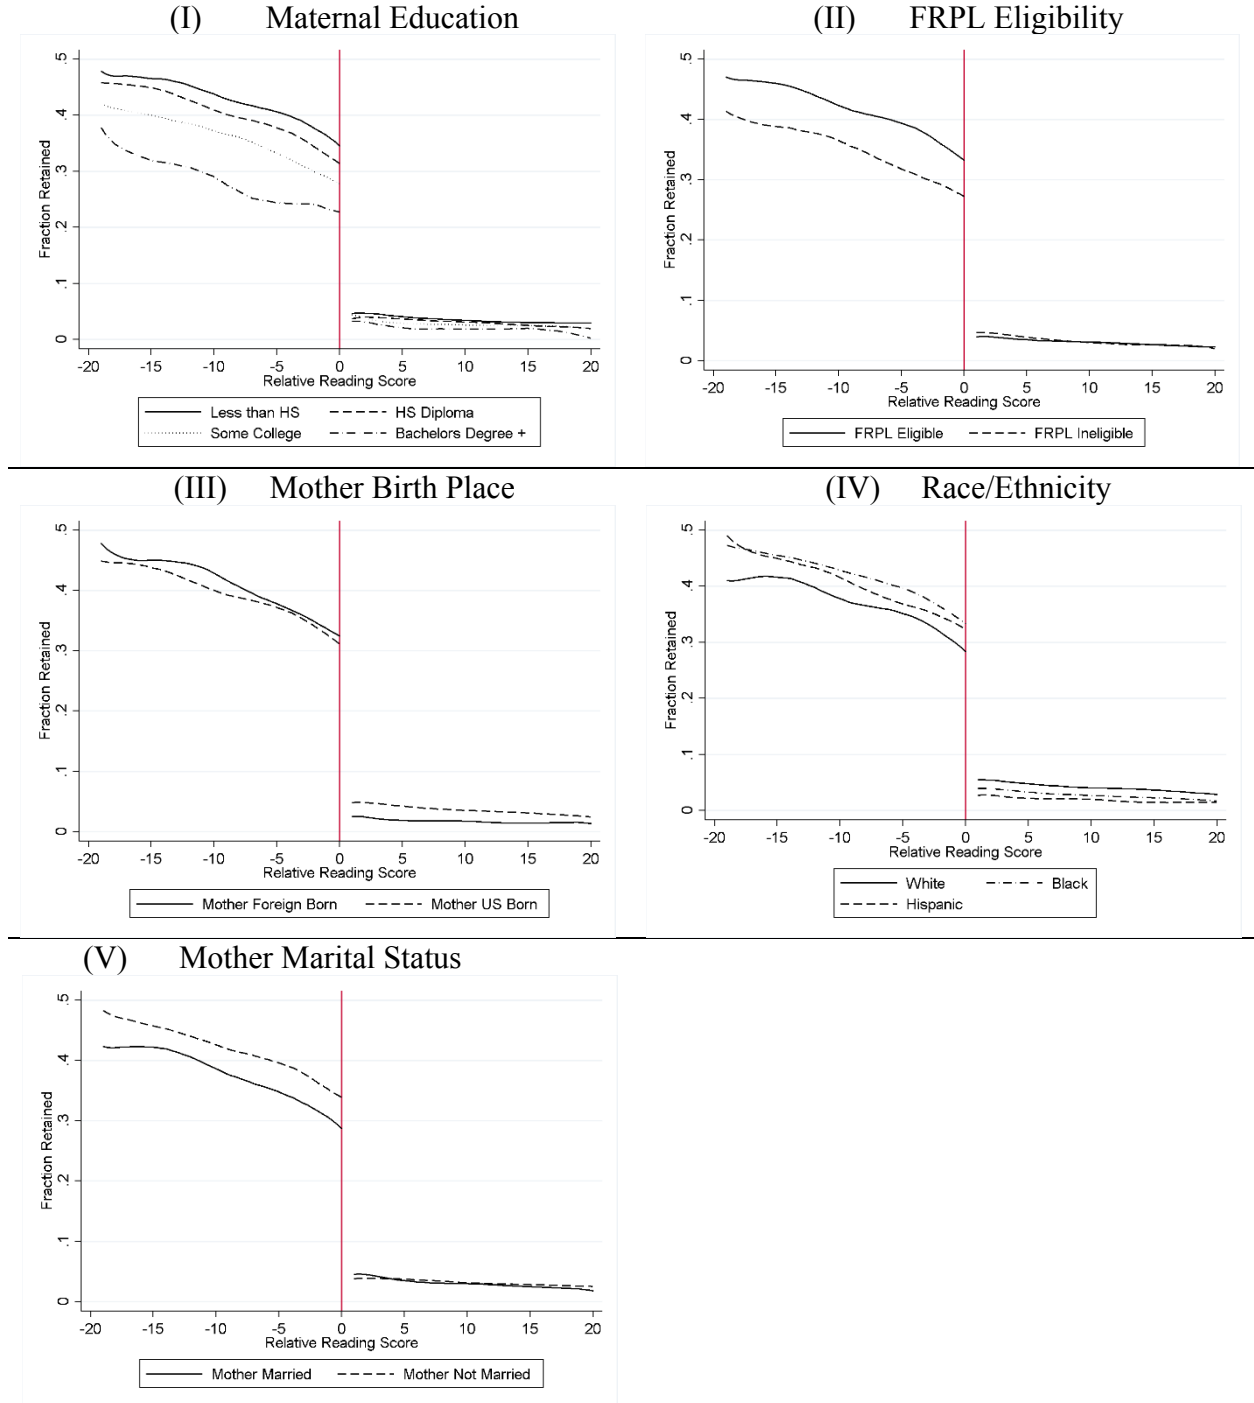 (I) Maternal Education
Fraction Retained
.5
.4
.3
.2
.1
0
-20 -15 -10 -5 0 5 10 15 20
Relative Reading Score
Less than HS HS Diploma
Some College Bachelors Degree +
(II) FRPL Eligibility
Fraction Retained
.5
.4
.3
.2
.1
0
-20 -15 -10 -5 0 5 10 15 20
Relative Reading Score
FRPL Eligible FRPL Ineligible
(III) Mother Birth Place
Fraction Retained
.5
.4
.3
.2
.1
0
-20 -15 -10 -5 0 5 10 15 20
Relative Reading Score
Mother Foreign Born Mother US Born
(IV) Race/Ethnicity
Fraction Retained
.5
.4
.3
.2
.1
0
-20 -15 -10 -5 0 5 10 15 20
Relative Reading Score
White Black
Hispanic
(V) Mother Marital Status
Fraction Retained
.5
.4
.3
.2
.1
0
-20 -15 -10 -5 0 5 10 15 20
Relative Reading Score
Mother Married Mother Not Married